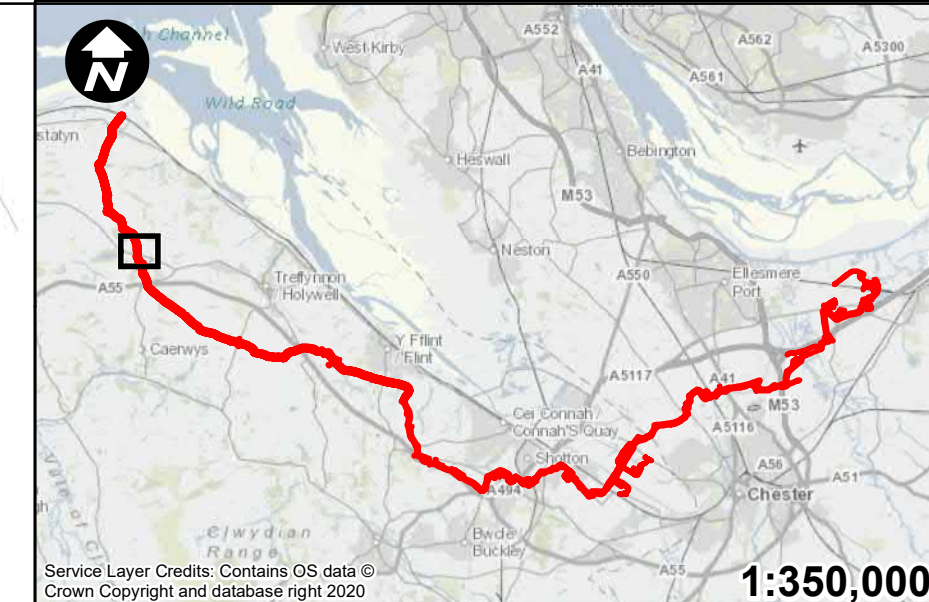 N
h Channel
West Kirby
A552
A562
A5300
A41
A561
Wild Road
statyn
Heswall
Bebington
M53
Neston
A550
Ellesmere
Port
Treffynnon
Holywell
A55
Caerwys
Y Fflint
Flint
A5117
A41
M53
Cei Connah
Connah'S Quay
A5116
Shotton
A56
A51
A494
Chester
Clwydian
Range
Bwcle
Buckley
A55
Service Layer Credits: Contains OS data ©
Crown Copyright and database right 2020
1:350,000